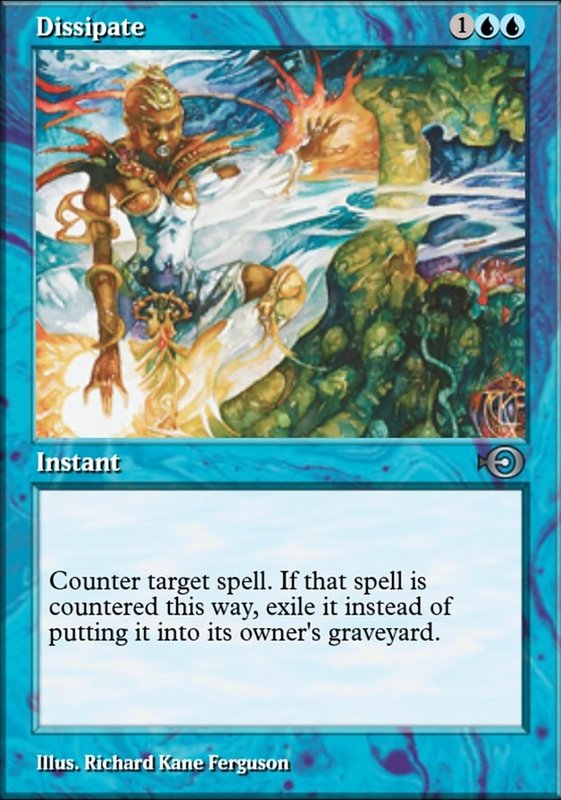 Dissipate 1
Instant
Counter target spell. If that spell is
countered this way, exile it instead of
putting it into its owner's graveyard.
Illus. Richard Kane Ferguson